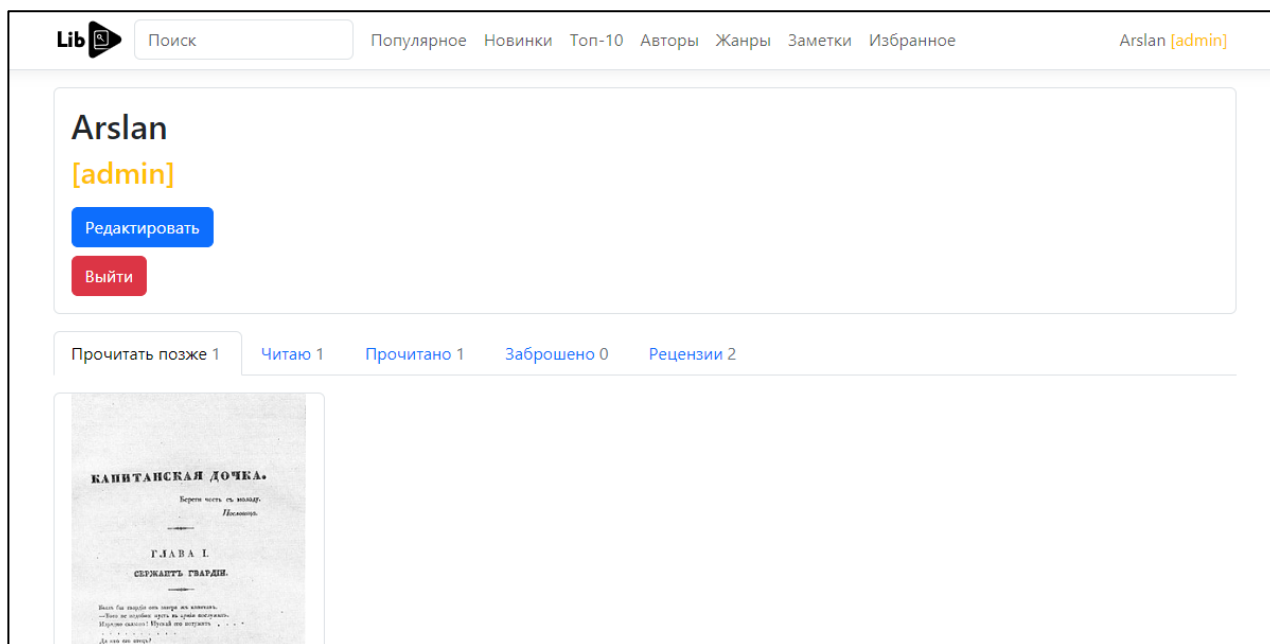 Lib Поиск Популярное Новинки Топ-10 Авторы Жанры Заметки Избранное Arslan [admin]
Arslan
[admin]
Редактировать
Выйти
Прочитать позже 1 Читаю 1 Прочитано 1 Заброшено 0 Рецензии 2
КАПИТАНСКАЯ ДОЧКА.
Береги честь съ молоду.
Пословица.
ГЛАВА I.
СЕРЖАНТЪ ГВАРДІИ.